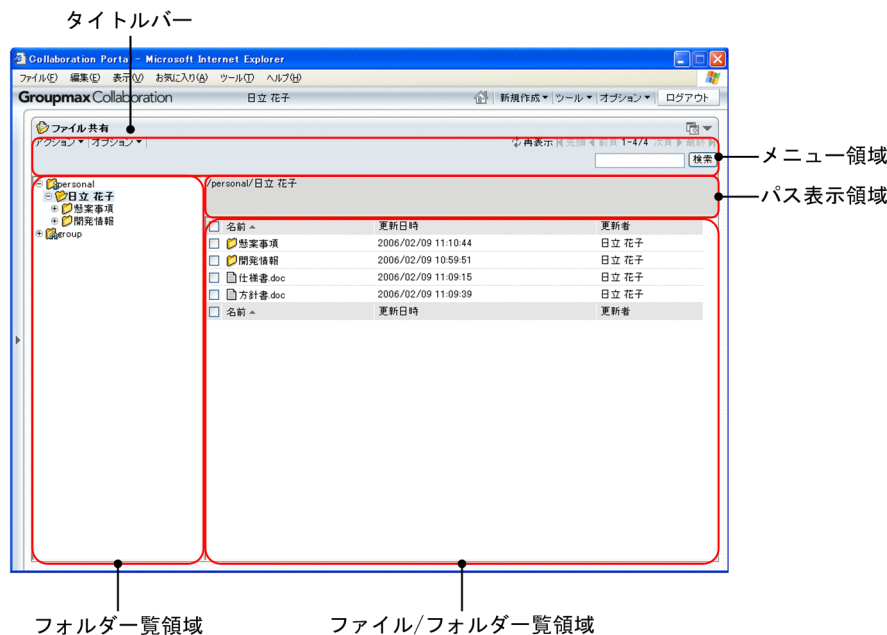 タイトルバー
Collaboration Portal - Microsoft Internet Explorer
ファイル(F) 編集(E) 表示(V) お気に入り(A) ツール(T) ヘルプ(H)
Groupmax Collaboration 日立 花子 新規作成 ツール オプション ログアウト
ファイル共有
アクション オプション 再表示 先頭 前頁 1-4/4 次頁 最終
検索
メニュー領域
personal
日立 花子
懸案事項
開発情報
group
/personal/日立 花子
パス表示領域
名前 更新日時 更新者
懸案事項 2006/02/09 11:10:44 日立 花子
開発情報 2006/02/09 10:59:51 日立 花子
仕様書.doc 2006/02/09 11:09:15 日立 花子
方針書.doc 2006/02/09 11:09:39 日立 花子
名前 更新日時 更新者
フォルダ一覧領域
ファイル/フォルダ一覧領域